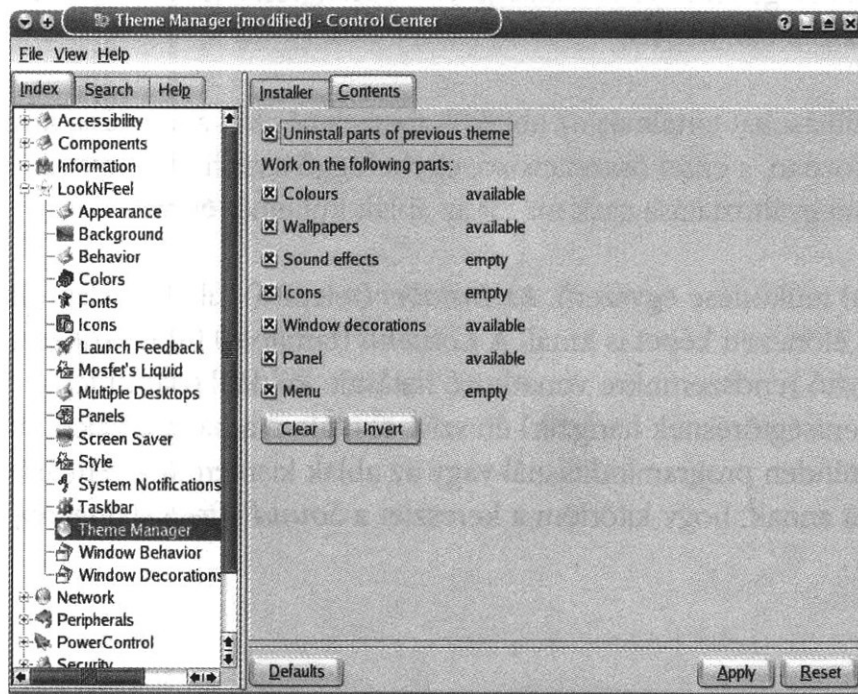 Theme Manager [modified] - Control Center
File View Help
Index Search Help
Accessibility
Components
Information
LookNFeel
Appearance
Background
Behavior
Colors
Fonts
Icons
Launch Feedback
Mosfet's Liquid
Multiple Desktops
Panels
Screen Saver
Style
System Notifications
Taskbar
Theme Manager
Window Behavior
Window Decorations
Network
Peripherals
PowerControl
Security
Installer Contents
Uninstall parts of previous theme
Work on the following parts:
Colours available
Wallpapers available
Sound effects empty
Icons empty
Window decorations available
Panel available
Menu empty
Clear Invert
Defaults Apply Reset